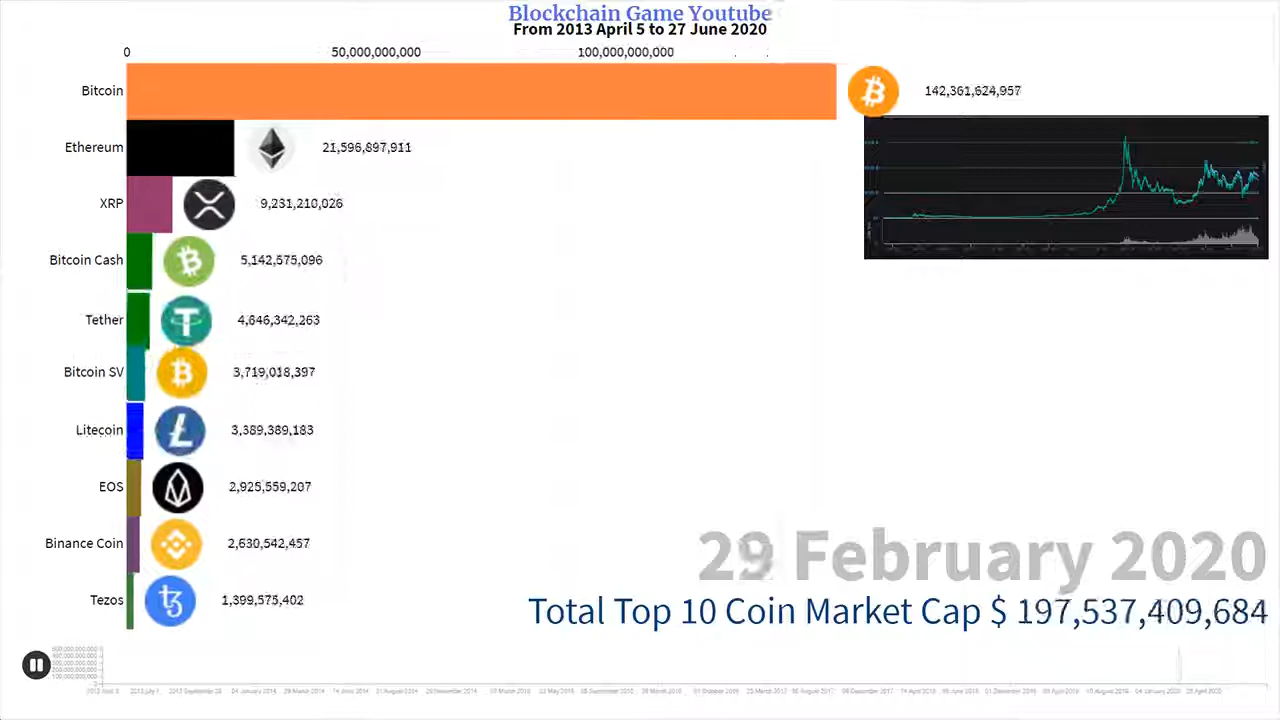 Blockchain Game Youtube
From 2013 April 5 to 27 June 2020
0 50,000,000,000 100,000,000,000
Bitcoin 142,361,624,957
Ethereum 21,596,897,911
XRP 9,231,210,026
Bitcoin Cash 5,142,575,096
Tether 4,646,342,263
Bitcoin SV 3,719,018,397
Litecoin 3,389,389,183
EOS 2,925,559,207
Binance Coin 2,630,542,457
Tezos 1,399,575,402
29 February 2020
Total Top 10 Coin Market Cap $ 197,537,409,684